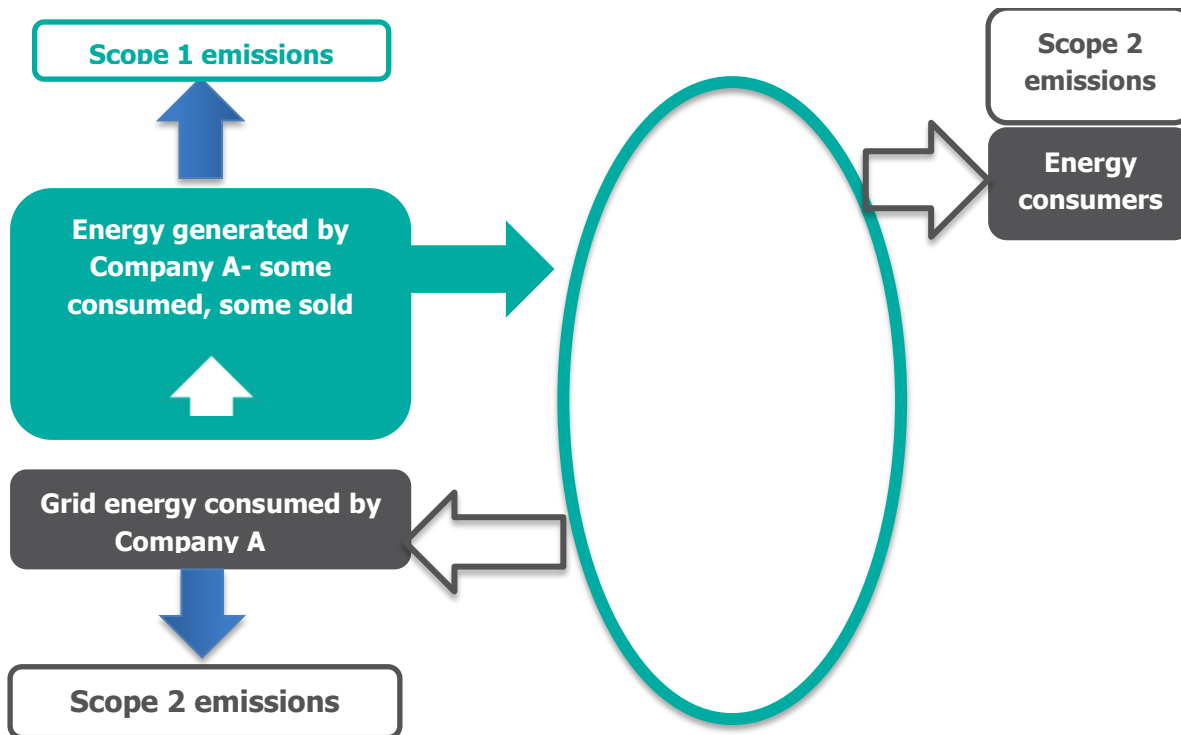 Scope 1 emissions
Energy generated by
Company A- some
consumed, some sold
Grid energy consumed by
Company A
Scope 2 emissions
Scope 2
emissions
Energy
consumers